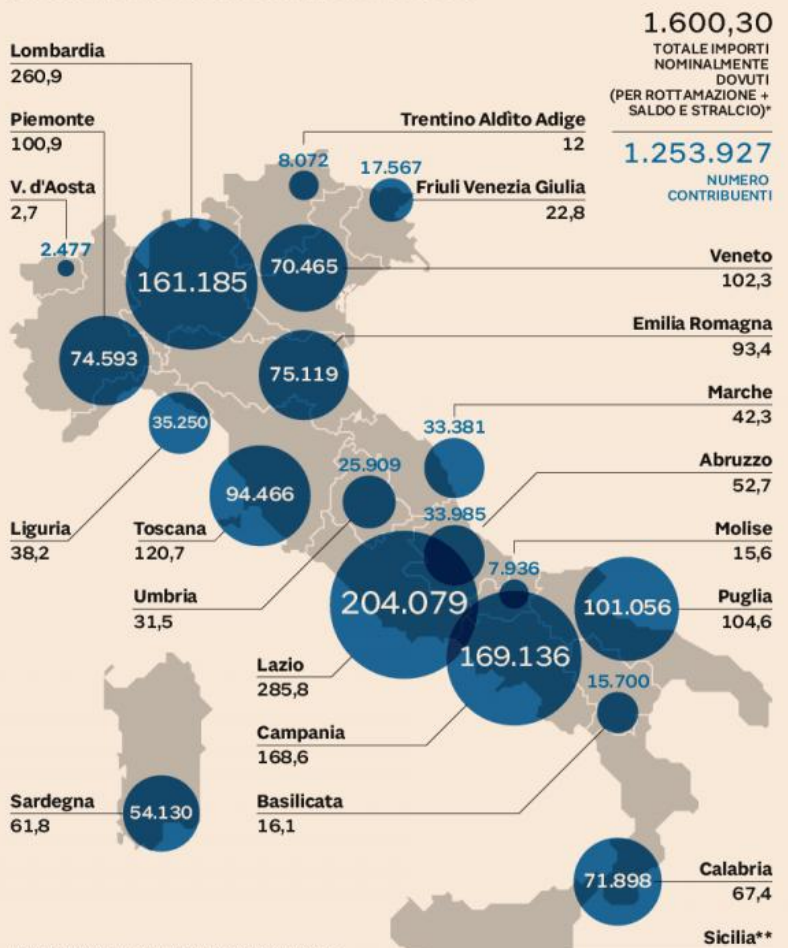 1.600,30
TOTALE IMPORTI
NOMINALMENTE
DOVUTI
(PER ROTTAMAZIONE +
SALDO E STRALCIO)*
1.253.927
NUMERO
CONTRIBUENTI
Lombardia
260,9
Piemonte
100,9
V. d'Aosta
2,7
2.477
Trentino Aldìto Adige
12
8.072
17.567
Friuli Venezia Giulia
22,8
161.185
70.465
Veneto
102,3
74.593
75.119
Emilia Romagna
93,4
35.250
Marche
42,3
33.381
94.466
25.909
Abruzzo
52,7
33.985
Liguria
38,2
Toscana
120,7
Molise
15,6
7.936
Umbria
31,5
204.079
101.056
Puglia
104,6
169.136
Lazio
285,8
15.700
Campania
168,6
Sardegna
61,8
54.130
Basilicata
16,1
71.898
Calabria
67,4
Sicilia**